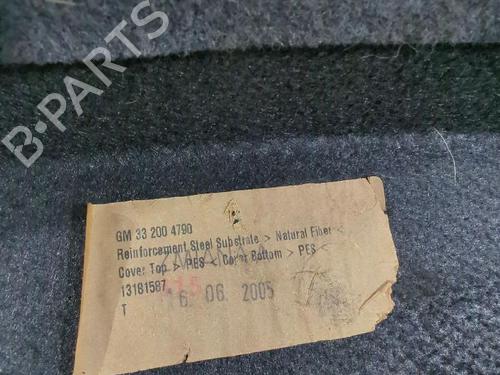 B-PARTS
GM 33 200 4790
Reinforcement Steel Substrate > Natural Fiber <
Cover Top > PES < Cover Bottom > PES <
ZMIANA
13181587
16. 06. 2005
T